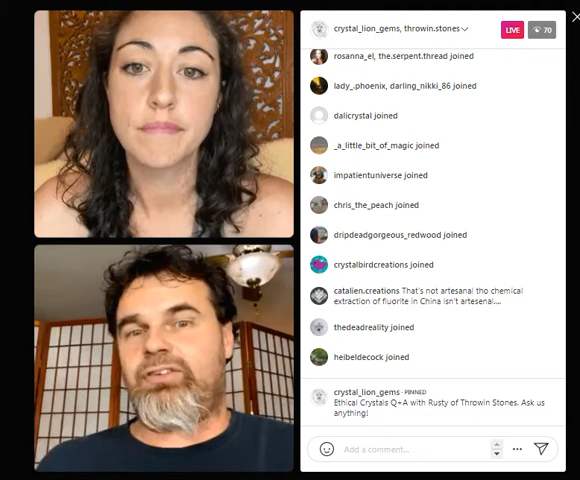 crystal_lion_gems, throwin.stones
LIVE
70
rosanna_el, the.serpent.thread joined
lady_.phoenix, darling_nikki_86 joined
dalicrystal joined
_a_little_bit_of_magic joined
impatientuniverse joined
chris_the_peach joined
dripdeadgorgeous_redwood joined
crystalbirdcreations joined
catalien.creations That's not artesanal tho chemical
extraction of fluorite in China isn't artesenal....
thedeadreality joined
heibeldecock joined
crystal_lion_gems · PINNED
Ethical Crystals Q+A with Rusty of Throwin Stones. Ask us
anything!
Add a comment...